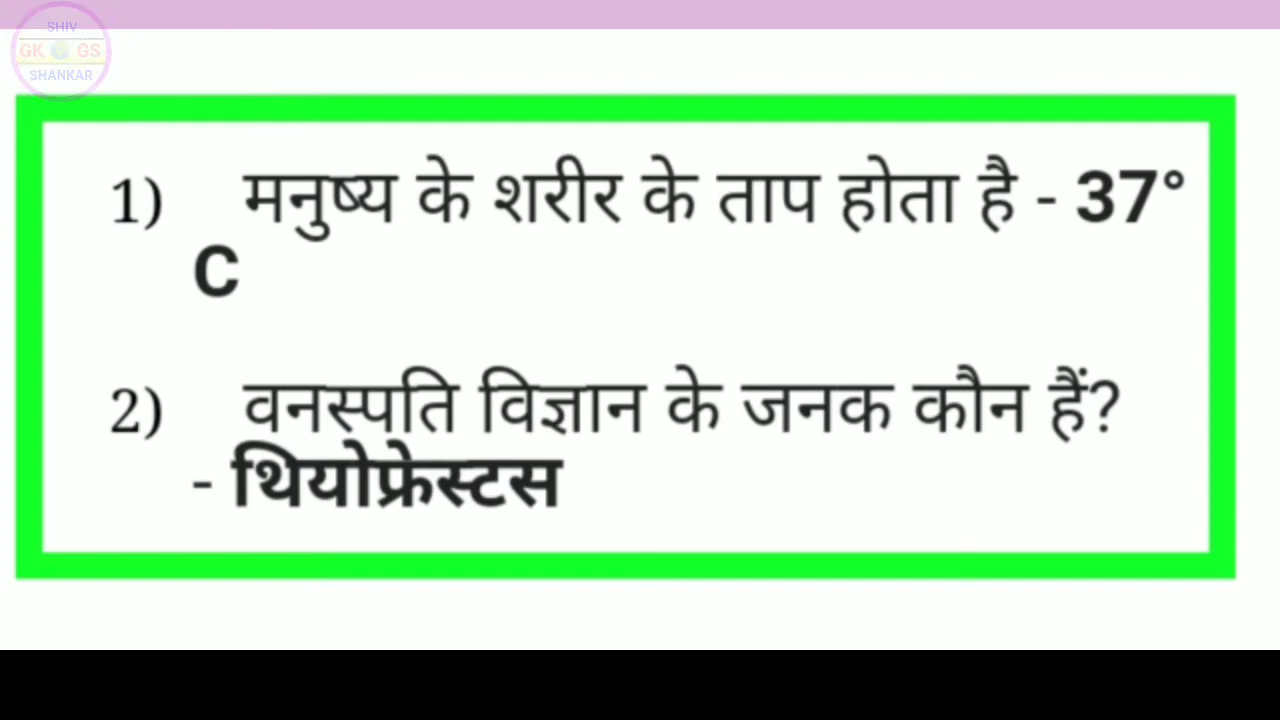 SHIV
GK GS
SHANKAR
1) मनुष्य के शरीर के ताप होता है - 37°
C
2) वनस्पति विज्ञान के जनक कौन हैं?
- थियोफ्रेस्टस